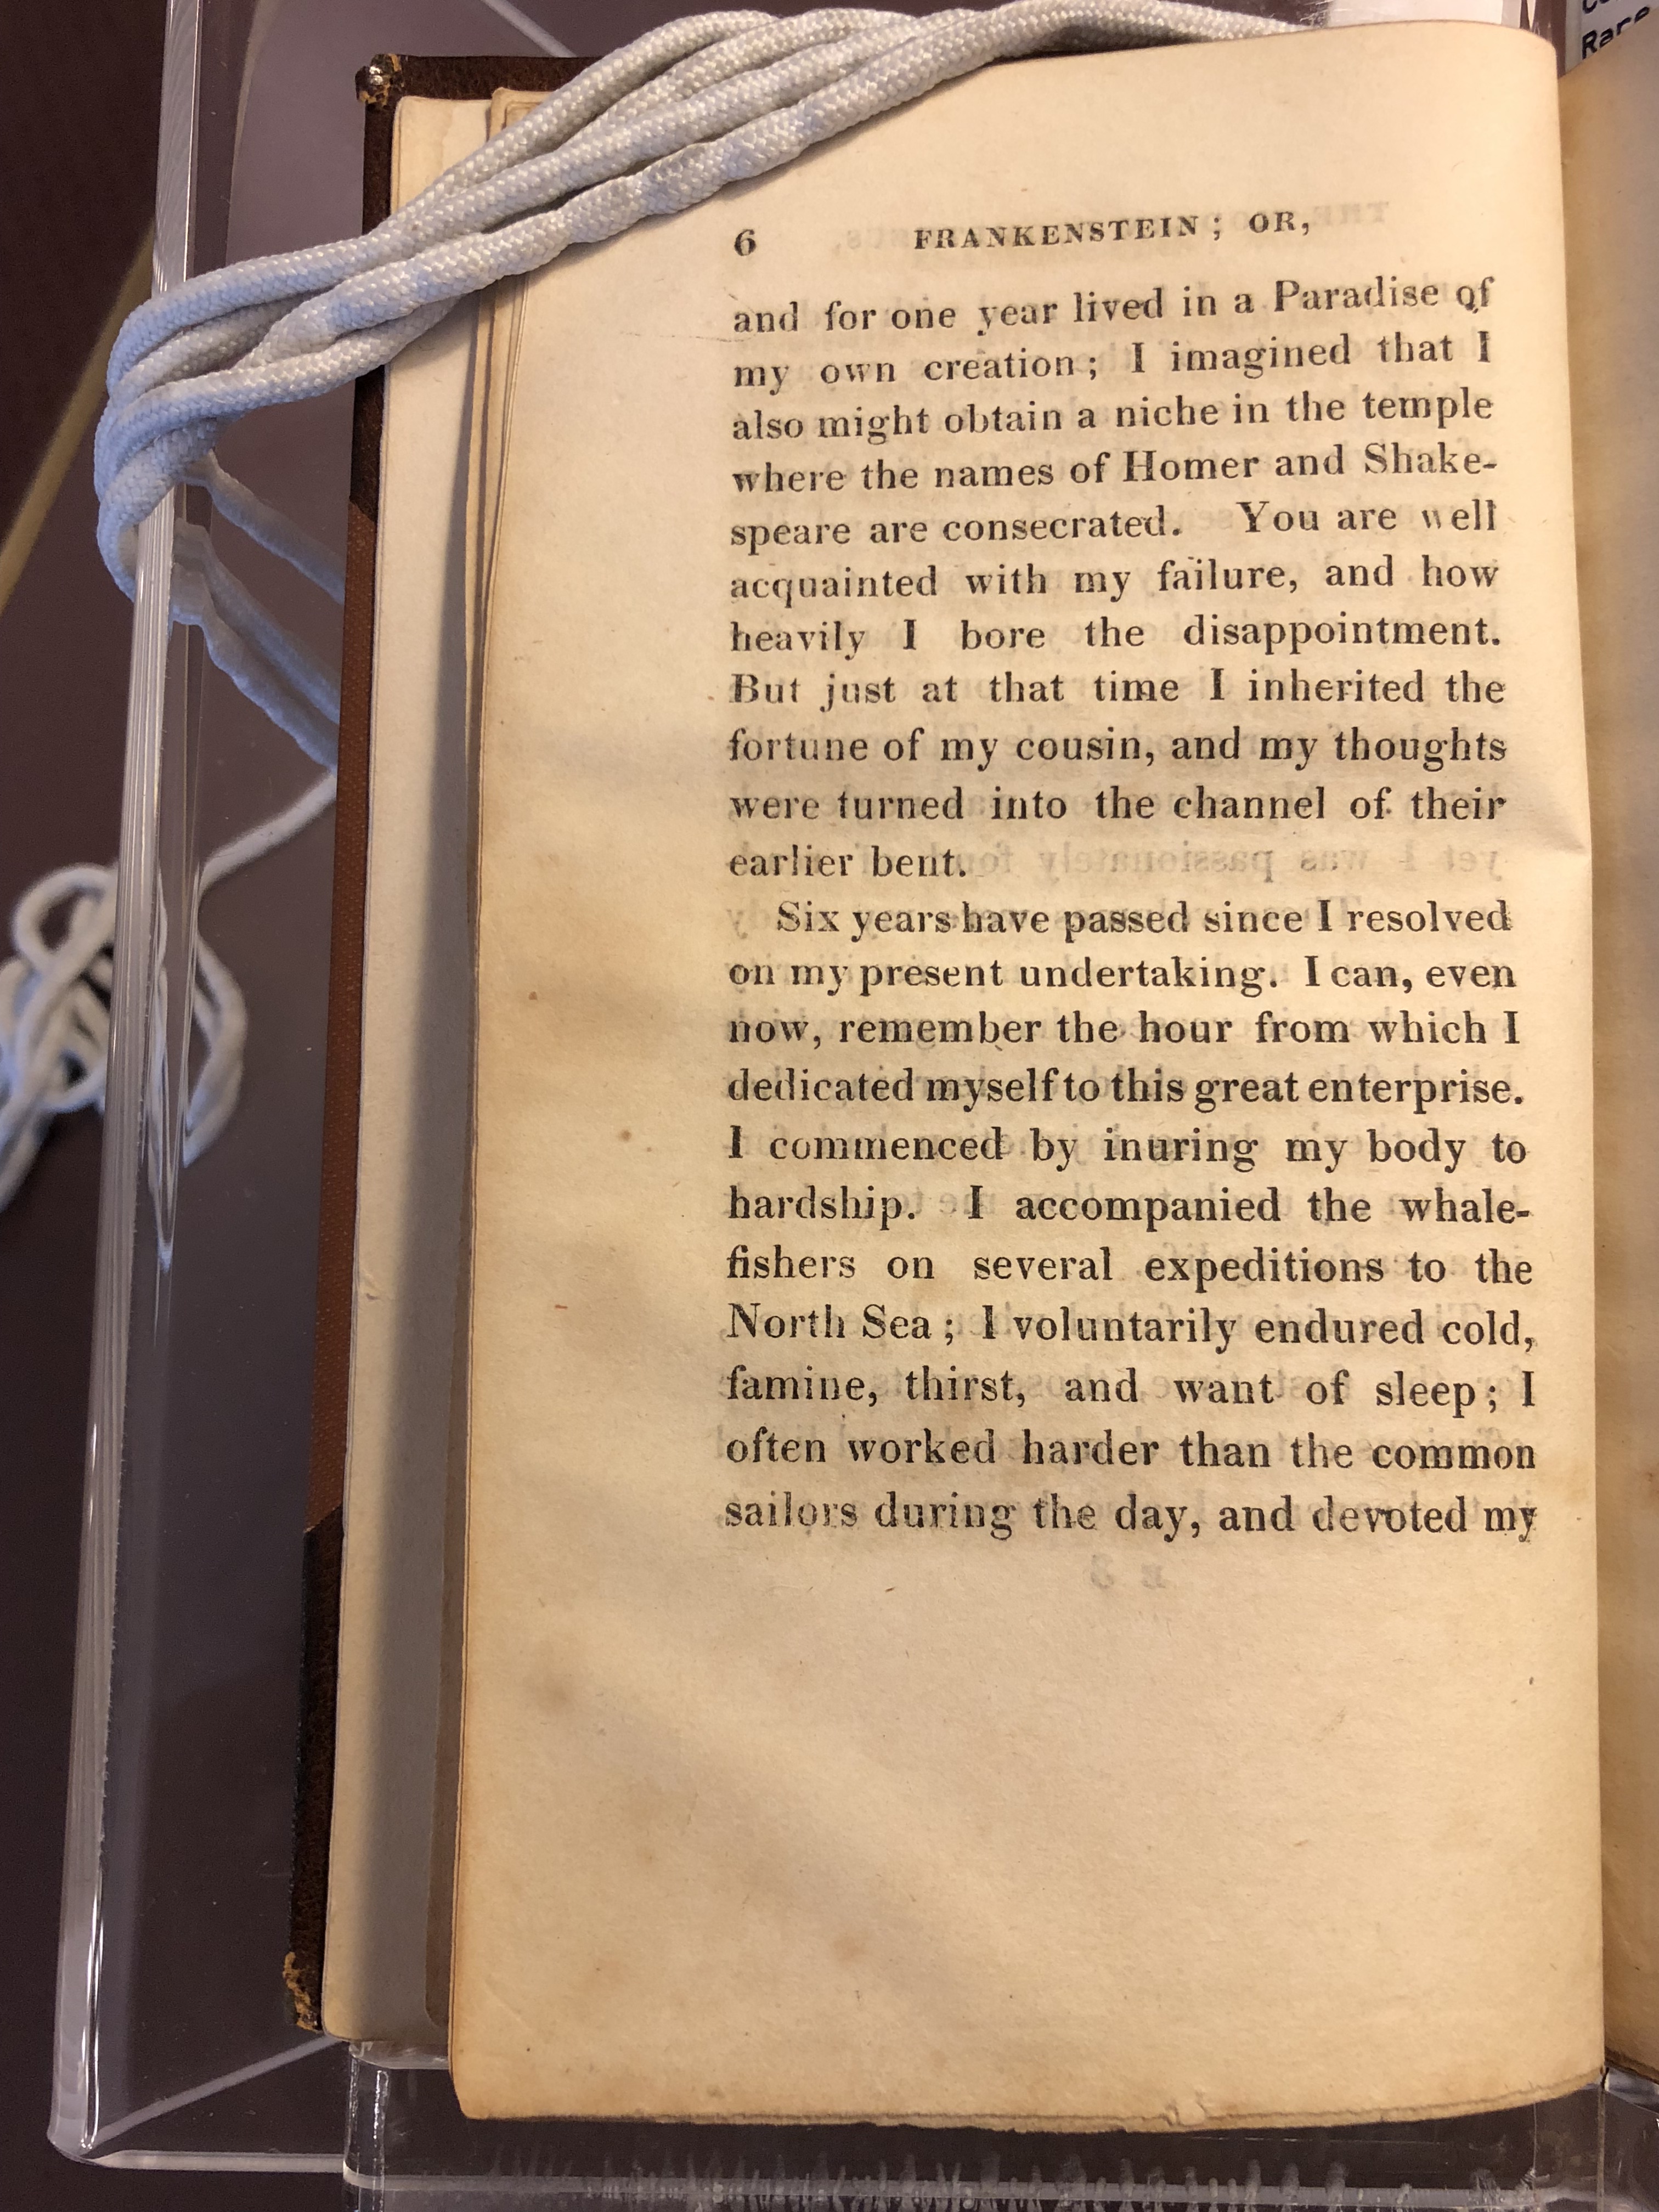 Rare
6 FRANKENSTEIN; OR,
and for one year lived in a Paradise of
my own creation; I imagined that I
also might obtain a niche in the temple
where the names of Homer and Shake-
speare are consecrated. You are well
acquainted with my failure, and how
heavily I bore the disappointment.
But just at that time I inherited the
fortune of my cousin, and my thoughts
were turned into the channel of their
earlier bent.
Six years have passed since I resolved
on my present undertaking. I can, even
now, remember the hour from which I
dedicated myself to this great enterprise.
I commenced by inuring my body to
hardship. I accompanied the whale-
fishers on several expeditions to the
North Sea; I voluntarily endured cold,
famine, thirst, and want of sleep; I
often worked harder than the common
sailors during the day, and devoted my